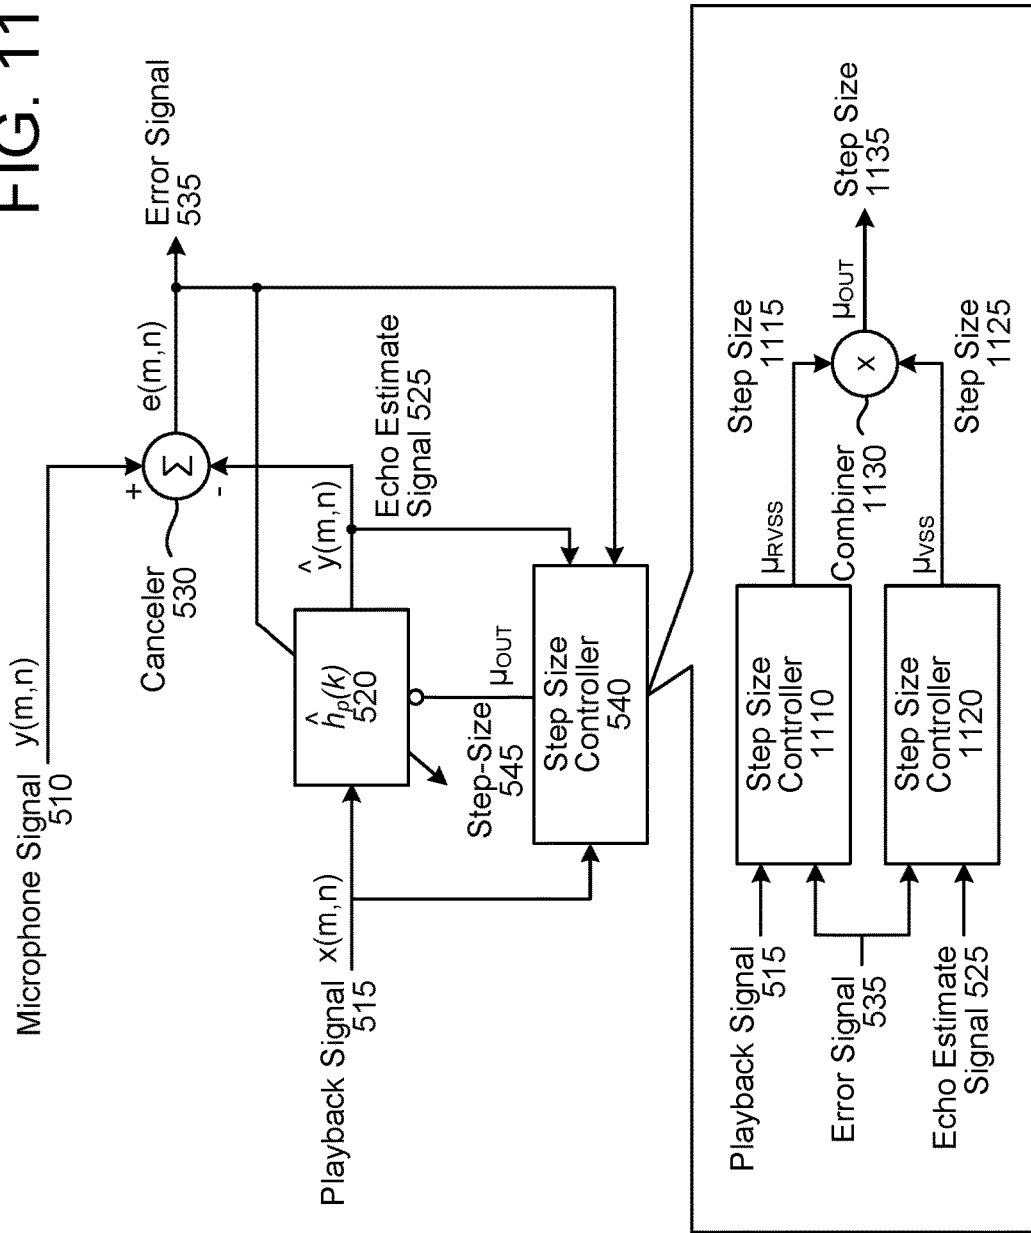 FIG. 11
Microphone Signal
510
y(m,n)
Canceler
530
+
Σ
-
e(m,n)
Error Signal
535
Playback Signal
515
x(m,n)
ĥp(k)
520
ŷ(m,n)
Echo Estimate
Signal 525
Step-Size
545
μOUT
Step Size
Controller
540
Playback Signal
515
Error Signal
535
Echo Estimate
Signal 525
Step Size
Controller
1110
Step Size
Controller
1120
μRVSS
Step Size
1115
Combiner
1130
x
μVSS
Step Size
1125
μOUT
Step Size
1135